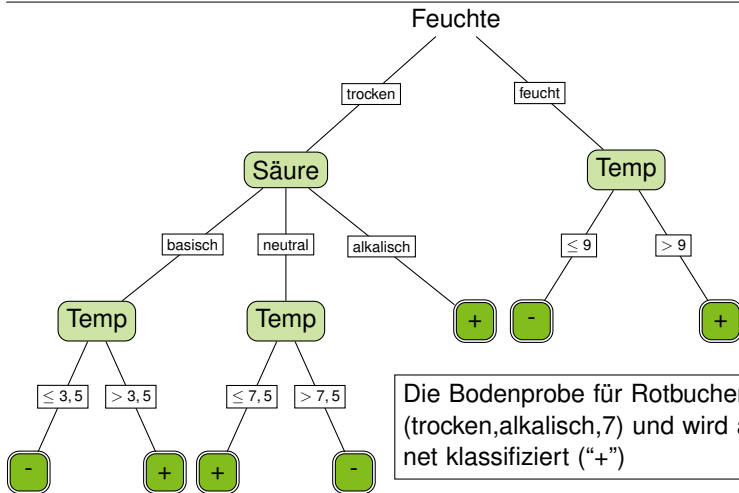 Feuchte
trocken feucht
Säure Temp
basisch neutral alkalisch ≤ 9 > 9
Temp Temp + - +
≤ 3, 5 > 3, 5 ≤ 7, 5 > 7, 5
- + + -
Die Bodenprobe für Rotbuchen
(trocken,alkalisch,7) und wird a
net klassifiziert (“+”)